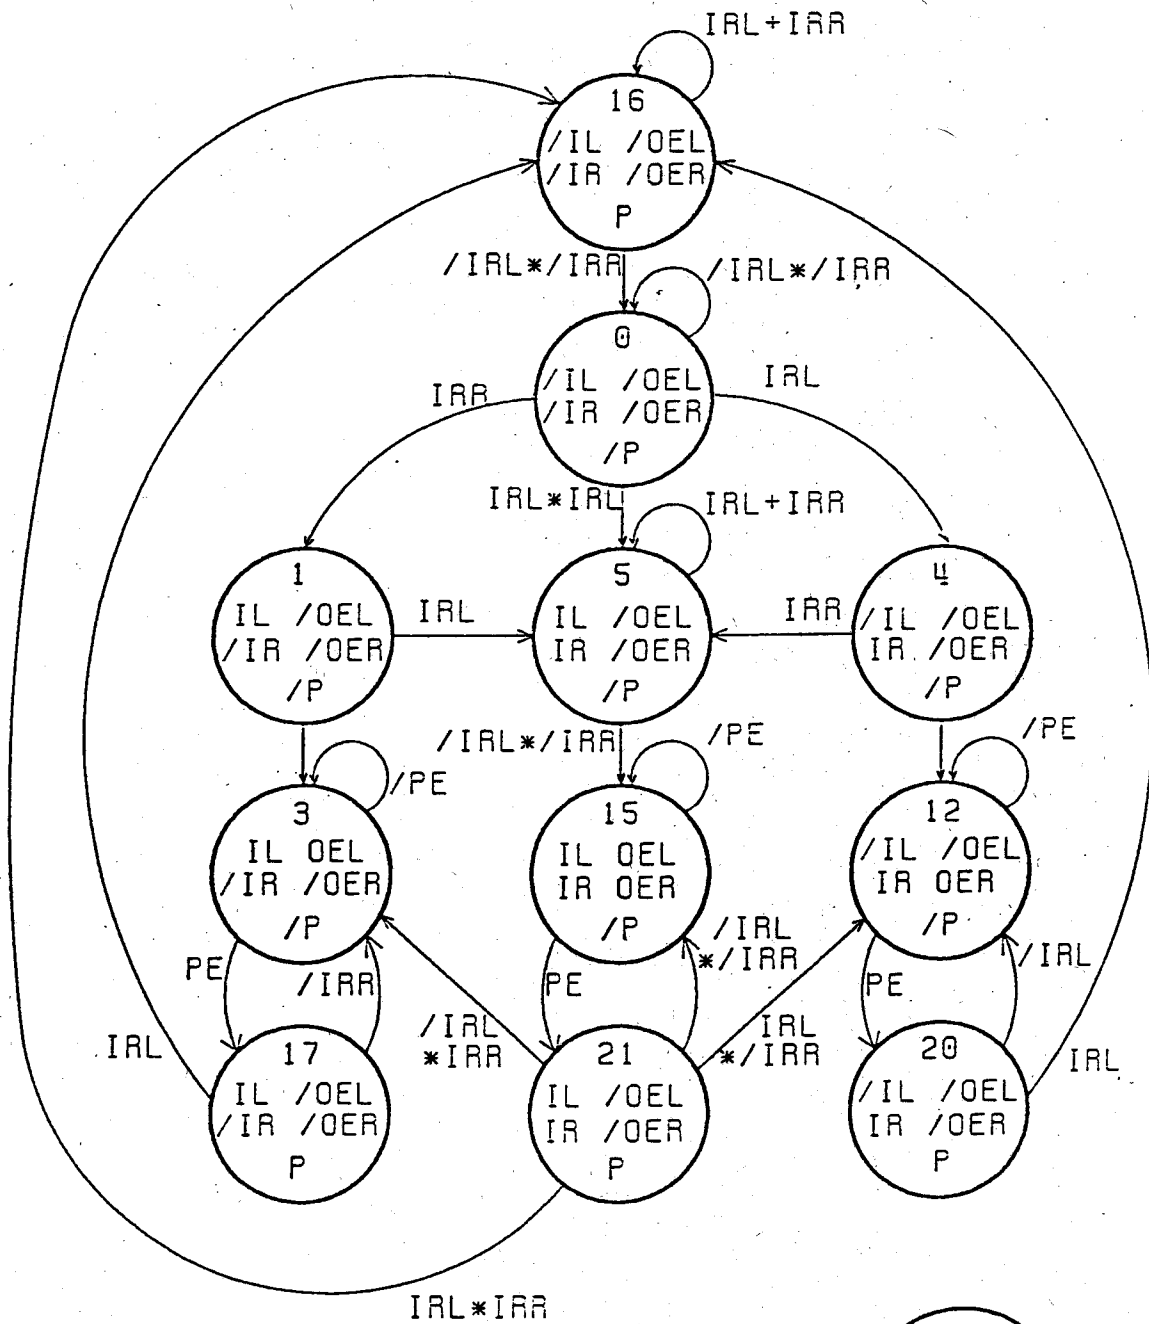 IRL+IRR
16
/IL /OEL
/IR /OER
P
/IRL*/IRR
/IRL*/IRR
0
/IL /OEL
/IR /OER
/P
IRR
IRL
IRL*IRL
IRL+IRR
1
IL /OEL
/IR /OER
/P
IRL
5
IL /OEL
IR /OER
/P
IRR
4
/IL /OEL
IR /OER
/P
/IRL*/IRR
/PE
/PE
/PE
3
IL OEL
/IR /OER
/P
15
IL OEL
IR OER
/P
12
/IL /OEL
IR OER
/P
PE
/IRR
/IRL
*IRR
PE
/IRL
*/IRR
IRL
*/IRR
PE
/IRL
IRL
17
IL /OEL
/IR /OER
P
21
IL /OEL
IR /OER
P
20
/IL /OEL
IR /OER
P
IRL
IRL*IRR